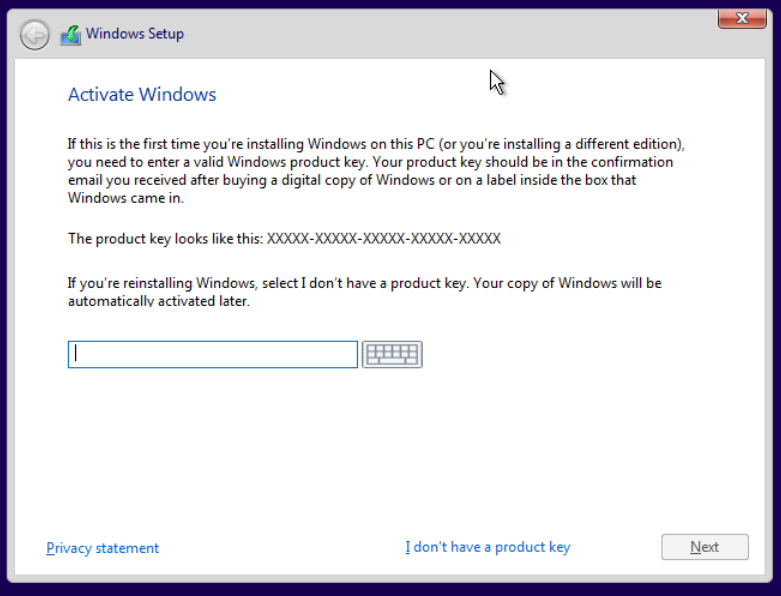 Windows Setup
Activate Windows
If this is the first time you're installing Windows on this PC (or you're installing a different edition),
you need to enter a valid Windows product key. Your product key should be in the confirmation
email you received after buying a digital copy of Windows or on a label inside the box that
Windows came in.
The product key looks like this: XXXXX-XXXXX-XXXXX-XXXXX-XXXXX
If you're reinstalling Windows, select I don't have a product key. Your copy of Windows will be
automatically activated later.
Privacy statement
I don't have a product key
Next